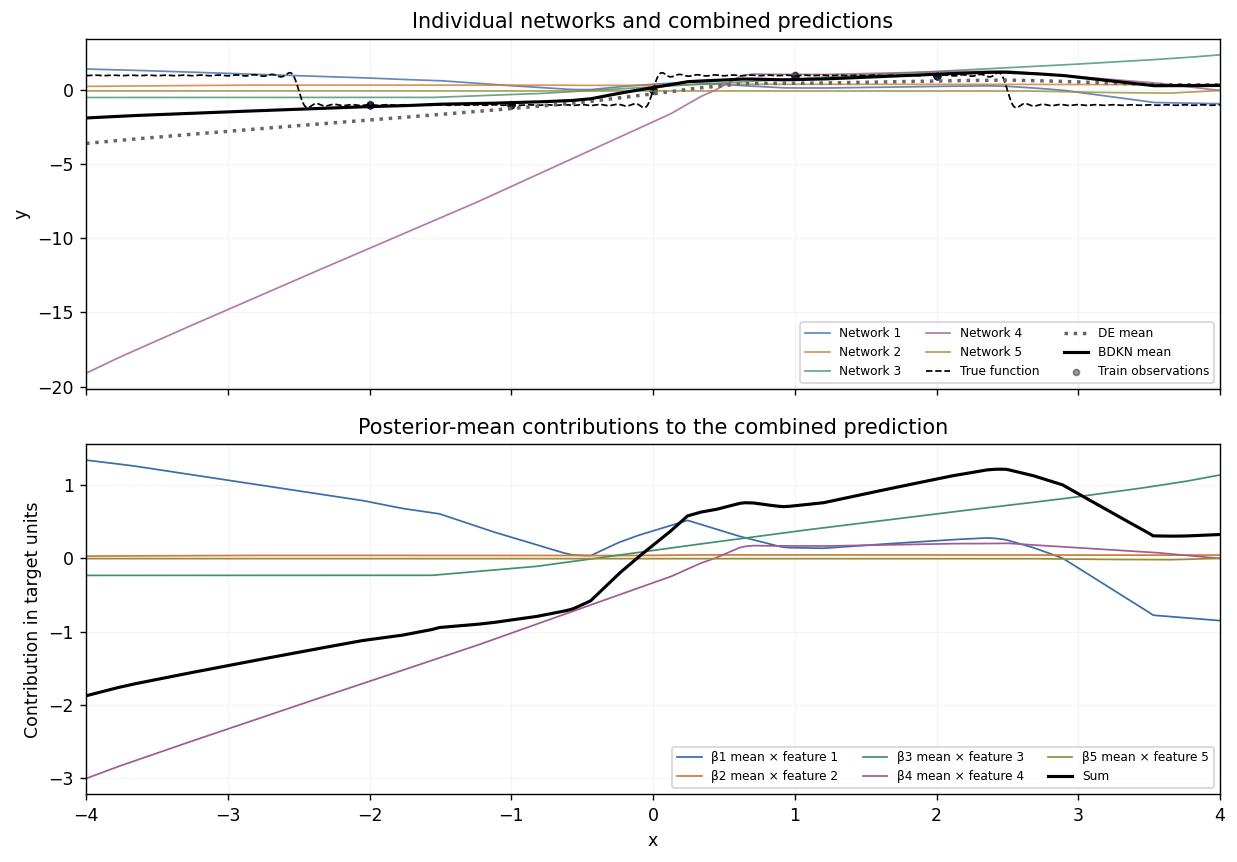 Individual networks and combined predictions
0
−5
−10
−15
−20
y
Network 1 Network 4 DE mean
Network 2 Network 5 BDKN mean
Network 3 True function Train observations
Posterior-mean contributions to the combined prediction
1
0
−1
−2
−3
Contribution in target units
β1 mean × feature 1 β3 mean × feature 3 β5 mean × feature 5
β2 mean × feature 2 β4 mean × feature 4 Sum
−4 −3 −2 −1 0 1 2 3 4
x